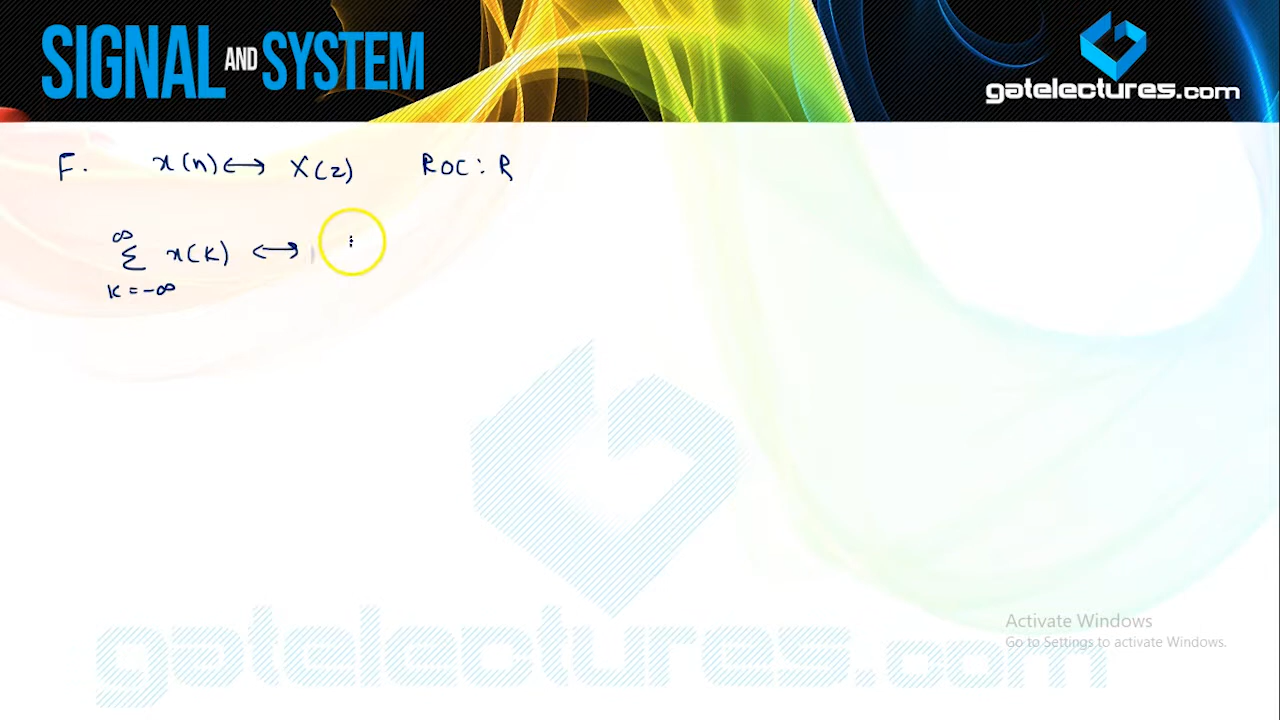 SIGNAL AND SYSTEM
gatelectures.com
F. x(n) ↔ X(z) ROC : R
∞
Σ x(k) ↔
k = -∞
gatelectures.com
Activate Windows
Go to Settings to activate Windows.